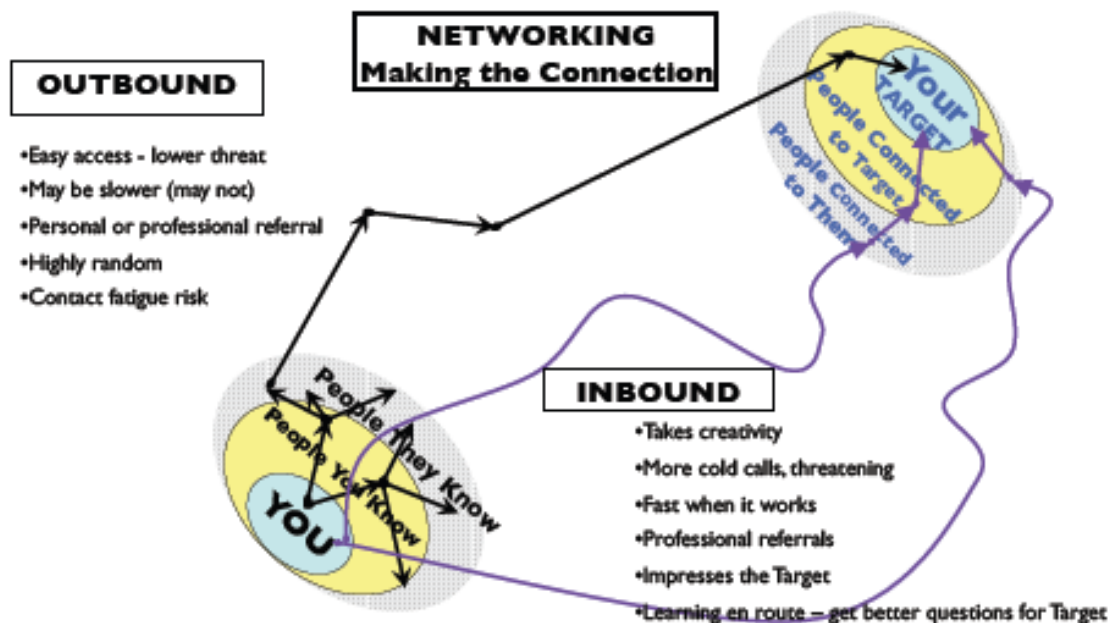 NETWORKING
Making the Connection
OUTBOUND
•Easy access - lower threat
•May be slower (may not)
•Personal or professional referral
•Highly random
•Contact fatigue risk
Your
TARGET
People Connected
to Target
People Connected
to Them
People They Know
People You Know
YOU
INBOUND
•Takes creativity
•More cold calls, threatening
•Fast when it works
•Professional referrals
•Impresses the Target
•Learning en route – get better questions for Target